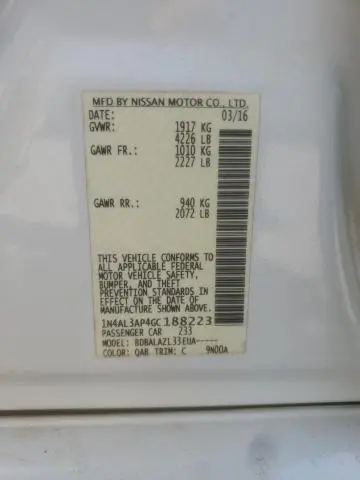 MFD BY NISSAN MOTOR CO., LTD.
DATE: 03/16
GVWR: 1917 KG
4226 LB
GAWR FR.: 1010 KG
2227 LB
GAWR RR.: 940 KG
2072 LB
THIS VEHICLE CONFORMS TO ALL
APPLICABLE FEDERAL
MOTOR VEHICLE SAFETY,
BUMPER, AND THEFT
PREVENTION STANDARDS
IN EFFECT ON THE DATE OF
MANUFACTURE SHOWN ABOVE.
1N4AL3AP4GC188223
PASSENGER CAR 233
MODEL: BDBALAZL33EUA-----
COLOR: QAB TRIM: C 9N00A